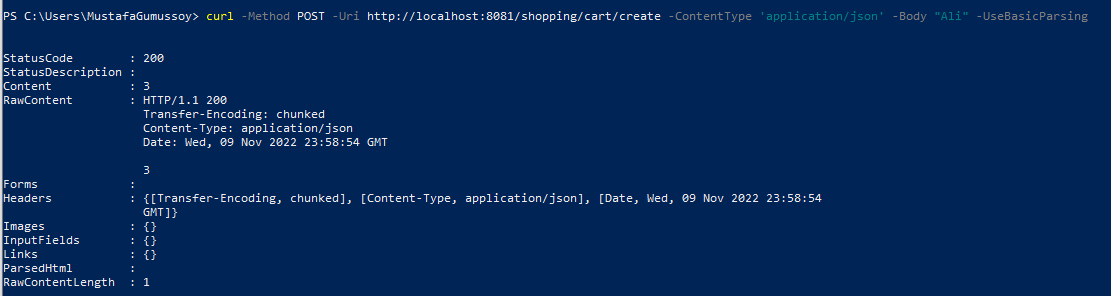 PS C:\Users\MustafaGumussoy> curl -Method POST -Uri http://localhost:8081/shopping/cart/create -ContentType 'application/json' -Body "Ali" -UseBasicParsing
StatusCode : 200
StatusDescription :
Content : 3
RawContent : HTTP/1.1 200
Transfer-Encoding: chunked
Content-Type: application/json
Date: Wed, 09 Nov 2022 23:58:54 GMT
3
Forms :
Headers : {[Transfer-Encoding, chunked], [Content-Type, application/json], [Date, Wed, 09 Nov 2022 23:58:54
GMT]}
Images : {}
InputFields : {}
Links : {}
ParsedHtml :
RawContentLength : 1